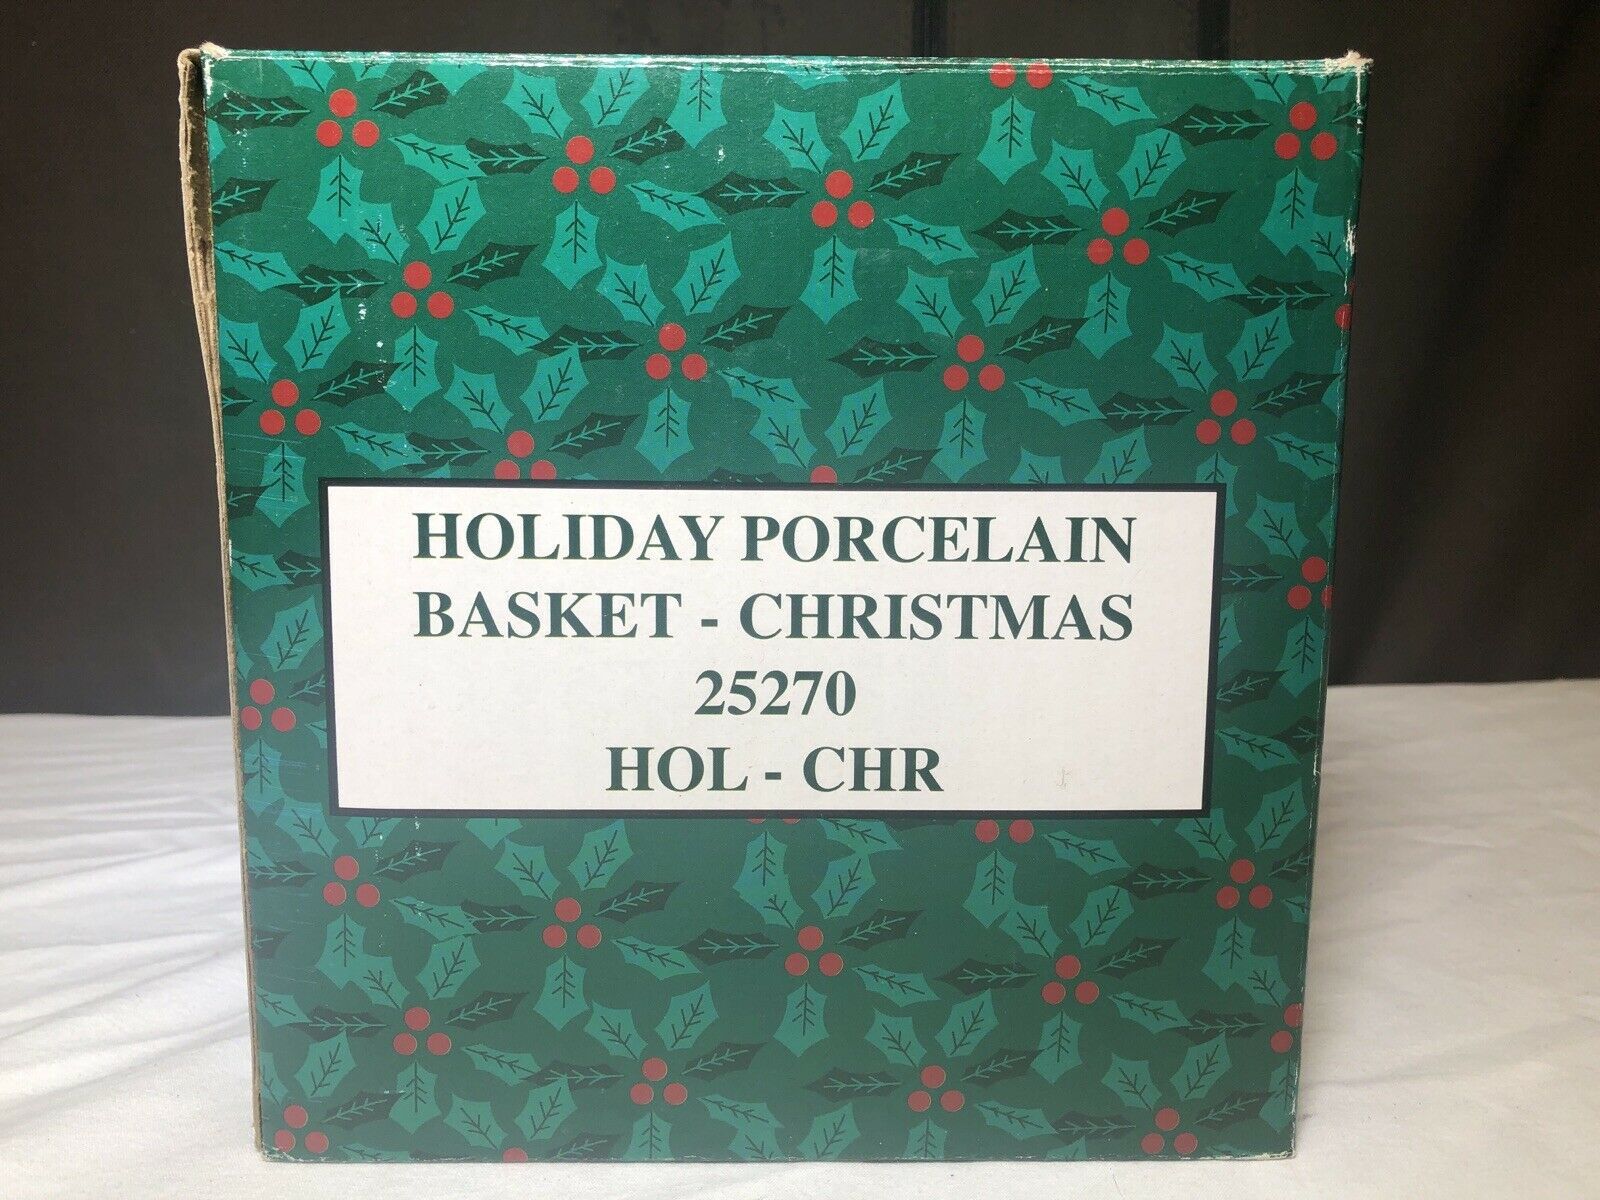 HOLIDAY PORCELAIN
BASKET - CHRISTMAS
25270
HOL - CHR